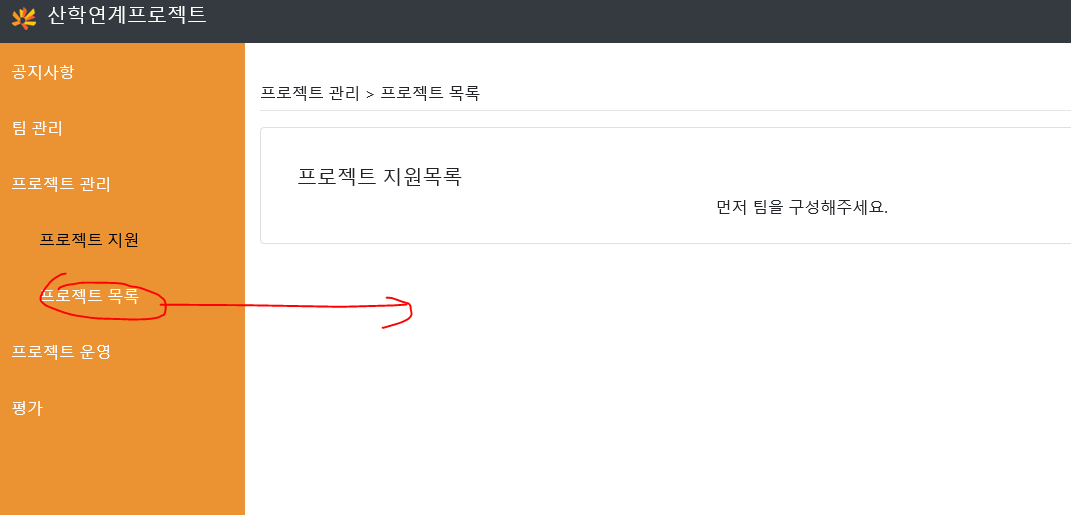 산학연계프로젝트
공지사항
팀 관리
프로젝트 관리
프로젝트 지원
프로젝트 목록
프로젝트 운영
평가
프로젝트 관리 > 프로젝트 목록
프로젝트 지원목록
먼저 팀을 구성해주세요.